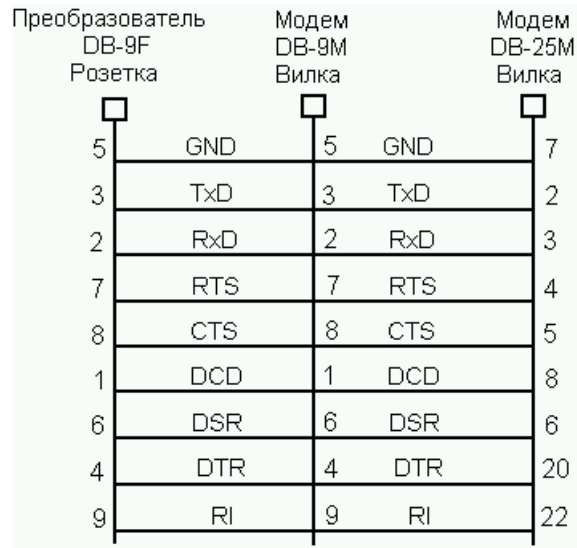 Преобразователь Модем Модем
DB-9F DB-9M DB-25M
Розетка Вилка Вилка
5 GND 5 GND 7
3 TxD 3 TxD 2
2 RxD 2 RxD 3
7 RTS 7 RTS 4
8 CTS 8 CTS 5
1 DCD 1 DCD 8
6 DSR 6 DSR 6
4 DTR 4 DTR 20
9 RI 9 RI 22